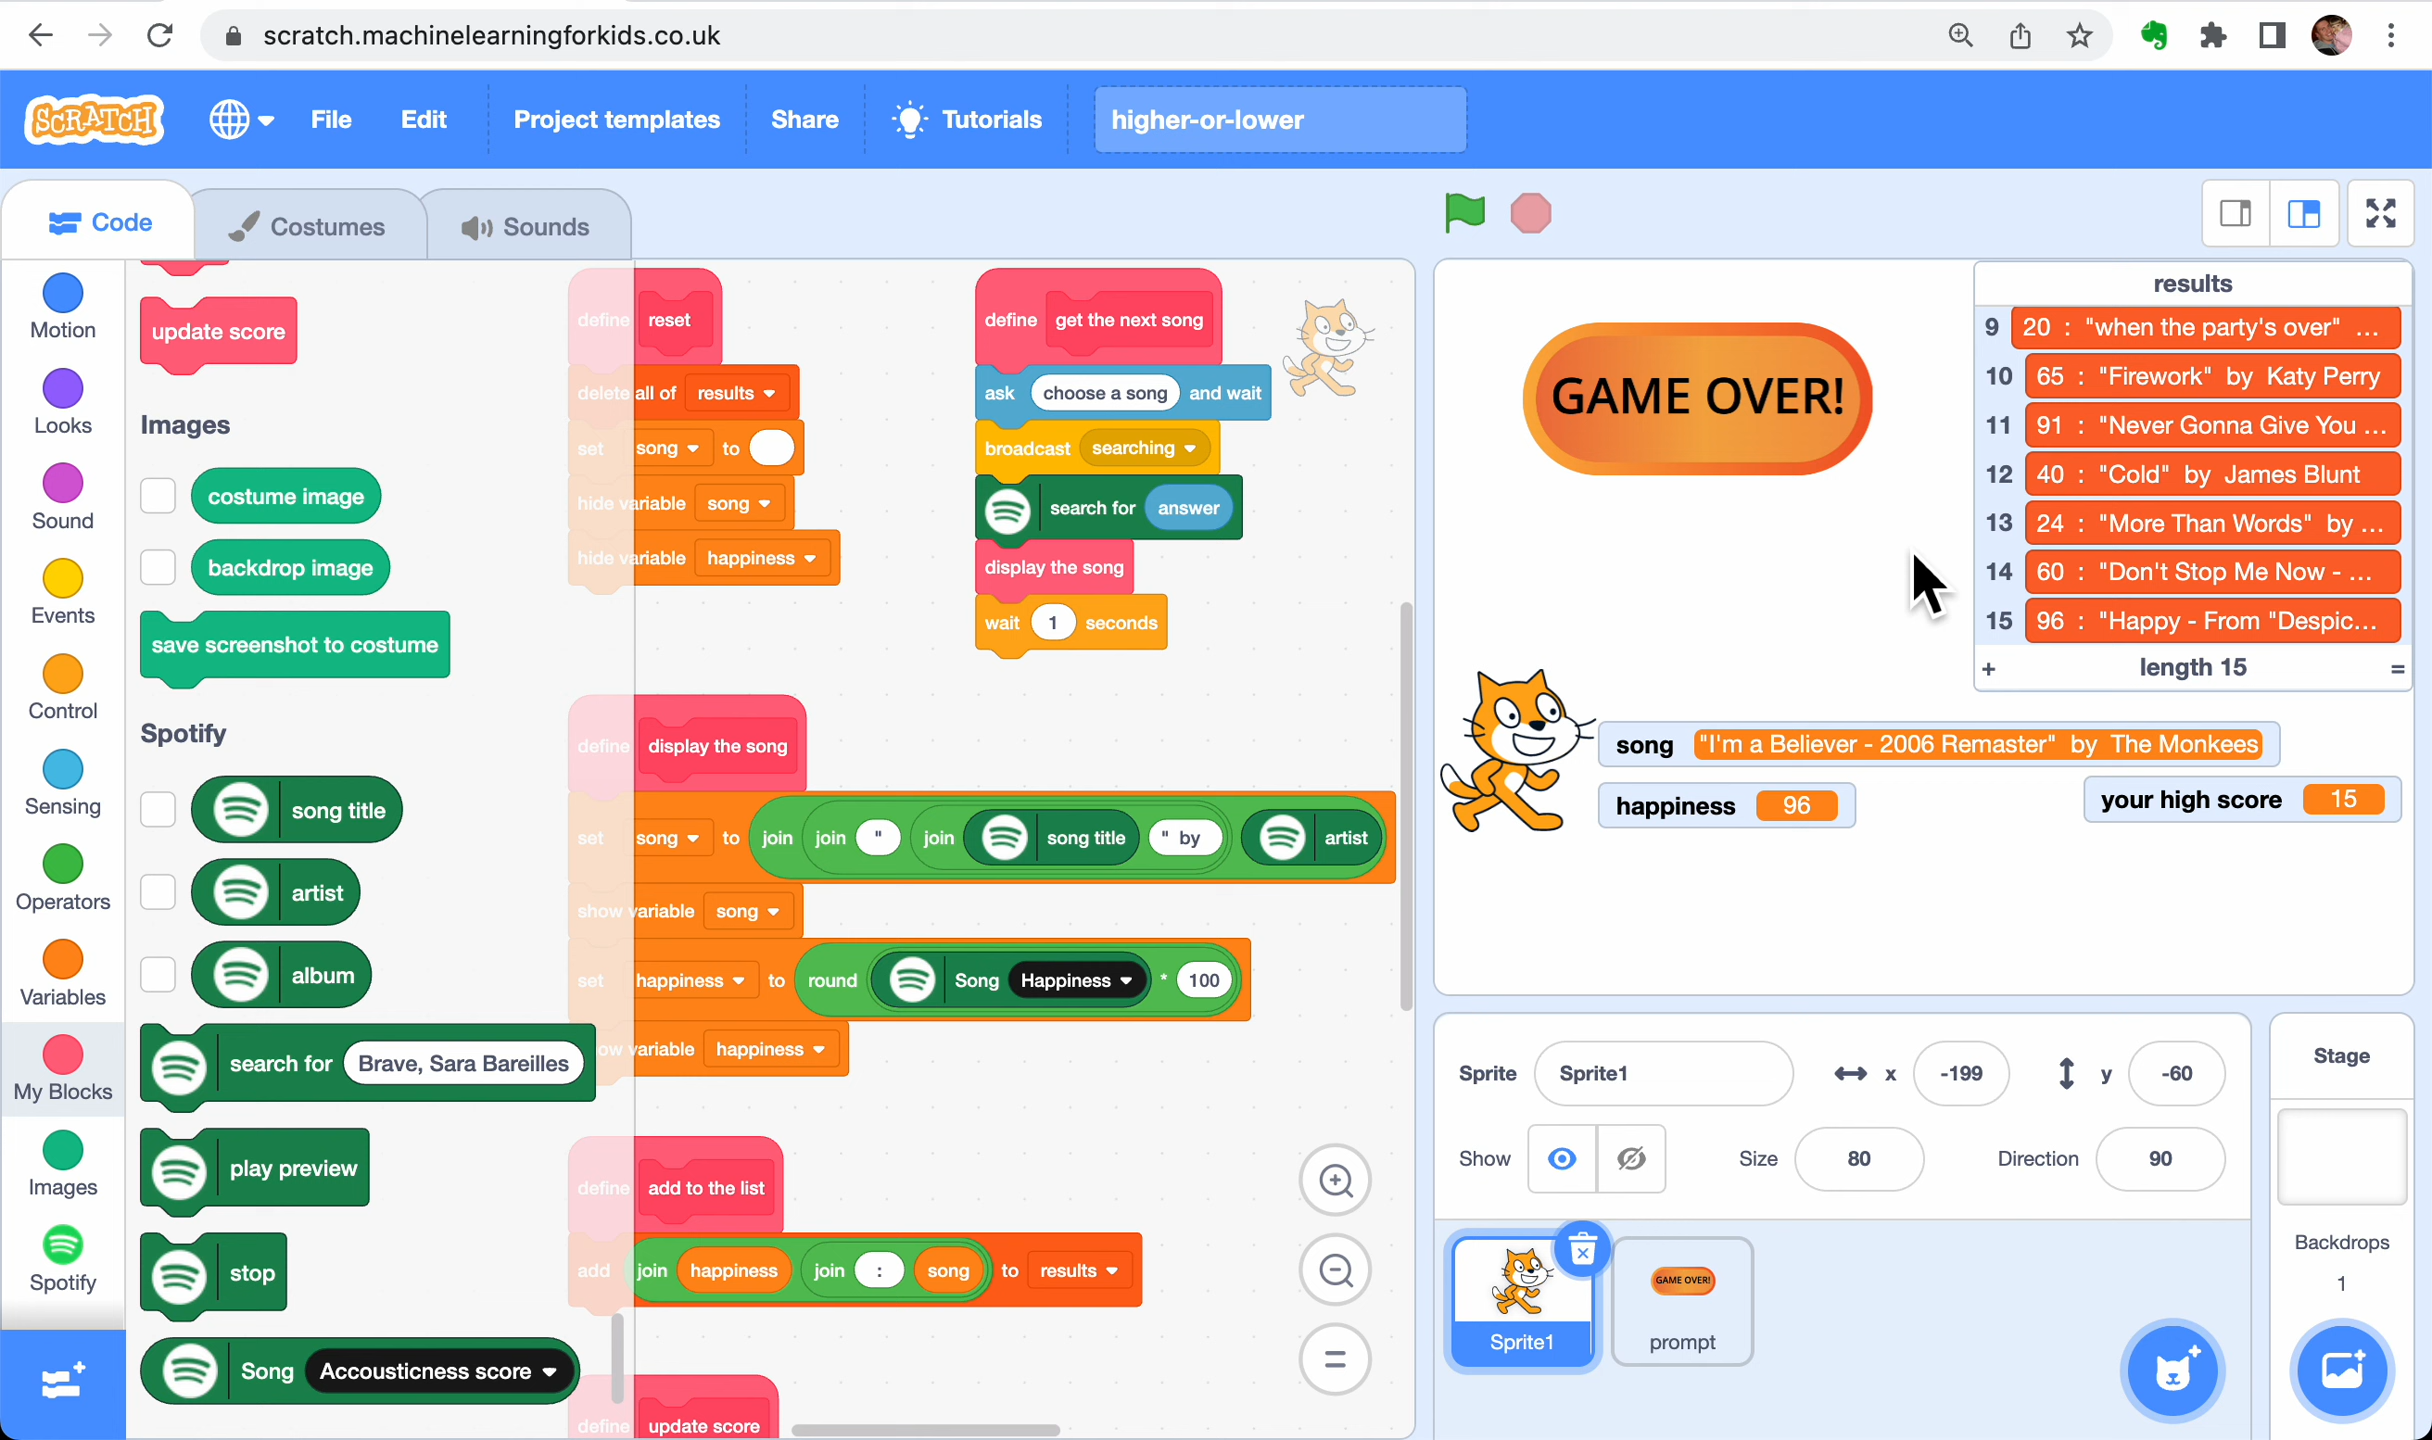 scratch.machinelearningforkids.co.uk
SCRATCH
File
Edit
Project templates
Share
Tutorials
higher-or-lower
Code
Costumes
Sounds
Motion
Looks
Sound
Events
Control
Sensing
Operators
Variables
My Blocks
Images
Spotify
update score
Images
costume image
backdrop image
save screenshot to costume
Spotify
song title
artist
album
search for Brave, Sara Bareilles
play preview
stop
Song Accousticness score
define reset
delete all of results
set song to
hide variable song
hide variable happiness
define get the next song
ask choose a song and wait
broadcast searching
search for answer
display the song
wait 1 seconds
define display the song
set song to join join " join song title " by artist
show variable song
set happiness to round Song Happiness * 100
ow variable happiness
define add to the list
add join happiness join : song to results
define update score
GAME OVER!
results
9 20 : "when the party's over" ...
10 65 : "Firework" by Katy Perry
11 91 : "Never Gonna Give You ...
12 40 : "Cold" by James Blunt
13 24 : "More Than Words" by ...
14 60 : "Don't Stop Me Now - ...
15 96 : "Happy - From "Despic...
+ length 15 =
song "I'm a Believer - 2006 Remaster" by The Monkees
happiness 96
your high score 15
Sprite Sprite1 x -199 y -60
Show Size 80 Direction 90
Sprite1
GAME OVER!
prompt
Stage
Backdrops
1